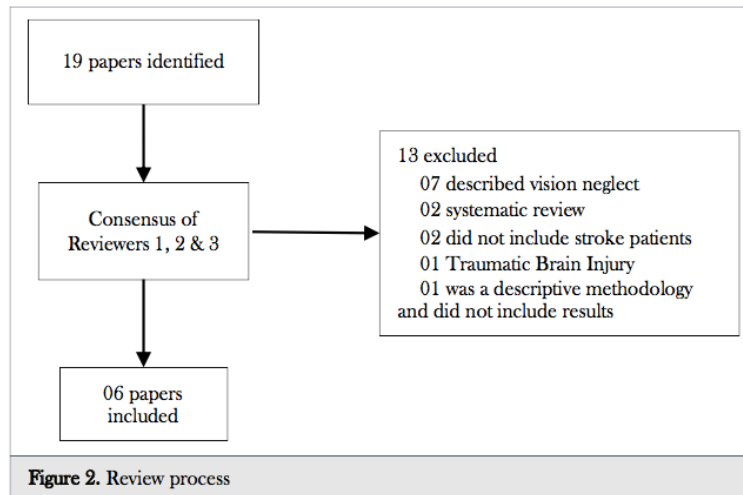 19 papers identified
Consensus of
Reviewers 1, 2 & 3
13 excluded
07 described vision neglect
02 systematic review
02 did not include stroke patients
01 Traumatic Brain Injury
01 was a descriptive methodology
and did not include results
06 papers
included
Figure 2. Review process